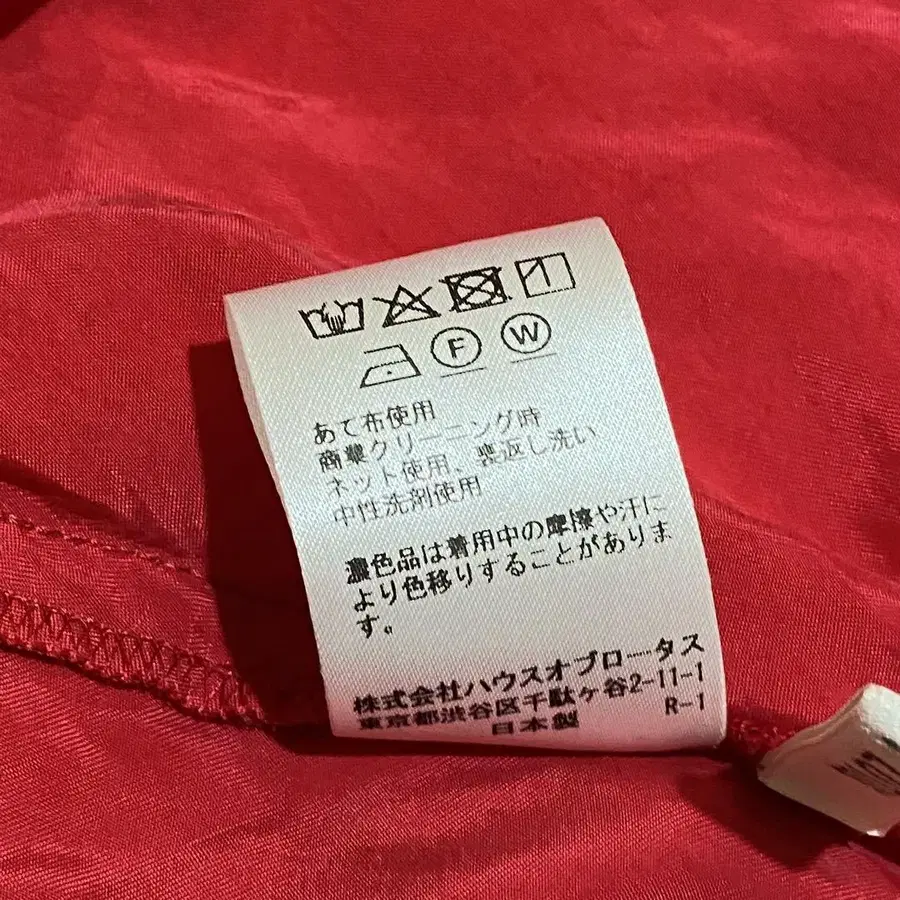 F W
あて布使用
商業クリーニング時
ネット使用、裏返し洗い
中性洗剤使用
濃色品は着用中の摩擦や汗に
より色移りすることがありま
す。
株式会社ハウスオブロータス
東京都渋谷区千駄ヶ谷2-11-1
R-1
日本製